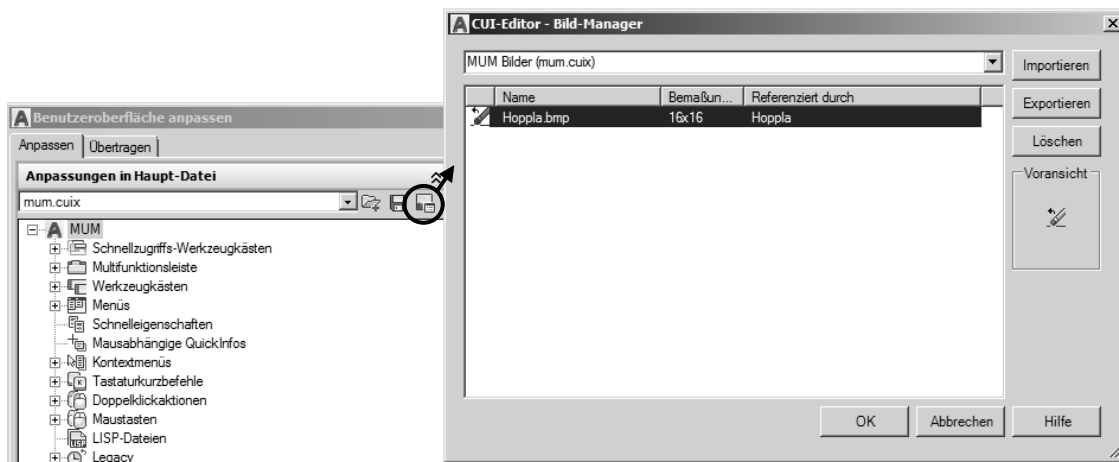 CUI-Editor - Bild-Manager
MUM Bilder (mum.cuix)
Importieren
Name Bemaßun... Referenziert durch
Exportieren
Hoppla.bmp 16x16 Hoppla
Löschen
Voransicht
OK Abbrechen Hilfe
Benutzeroberfläche anpassen
Anpassen Übertragen
Anpassungen in Haupt-Datei
mum.cuix
MUM
Schnellzugriffs-Werkzeugkästen
Multifunktionsleiste
Werkzeugkästen
Menüs
Schnelleigenschaften
Mausabhängige QuickInfos
Kontextmenüs
Tastaturkurzbefehle
Doppelklickaktionen
Maustasten
LISP-Dateien
Legacy